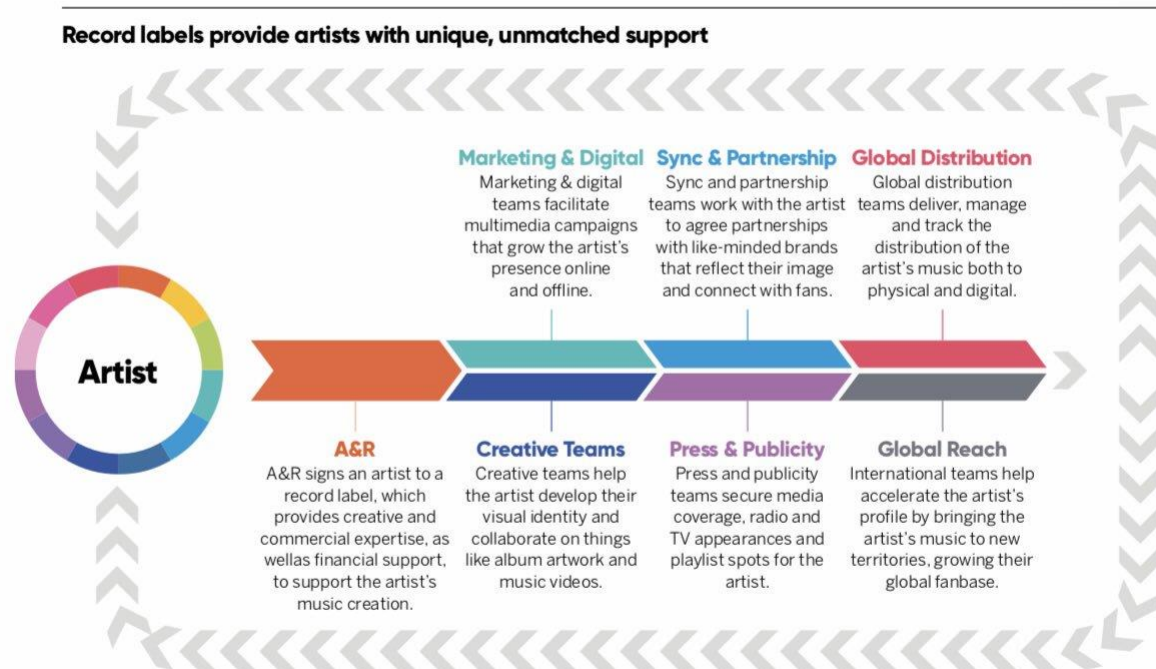 Record labels provide artists with unique, unmatched support
Marketing & Digital
Marketing & digital
teams facilitate
multimedia campaigns
that grow the artist's
presence online
and offline.
Sync & Partnership
Sync and partnership
teams work with the artist
to agree partnerships
with like-minded brands
that reflect their image
and connect with fans.
Global Distribution
Global distribution
teams deliver, manage
and track the
distribution of the
artist's music both to
physical and digital.
Artist
A&R
A&R signs an artist to a
record label, which
provides creative and
commercial expertise, as
wellas financial support,
to support the artist's
music creation.
Creative Teams
Creative teams help
the artist develop their
visual identity and
collaborate on things
like album artwork and
music videos.
Press & Publicity
Press and publicity
teams secure media
coverage, radio and
TV appearances and
playlist spots for the
artist.
Global Reach
International teams help
accelerate the artist's
profile by bringing the
artist's music to new
territories, growing their
global fanbase.